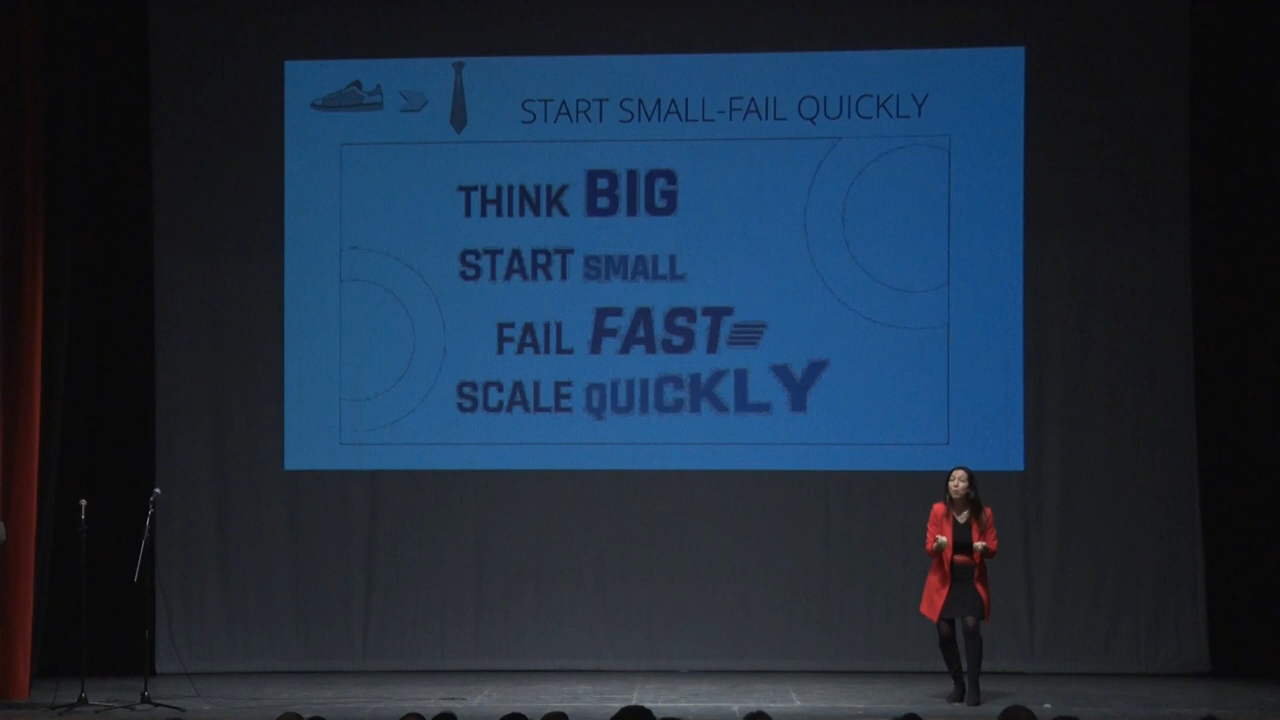 START SMALL-FAIL QUICKLY
THINK BIG
START SMALL
FAIL FAST
SCALE QUICKLY